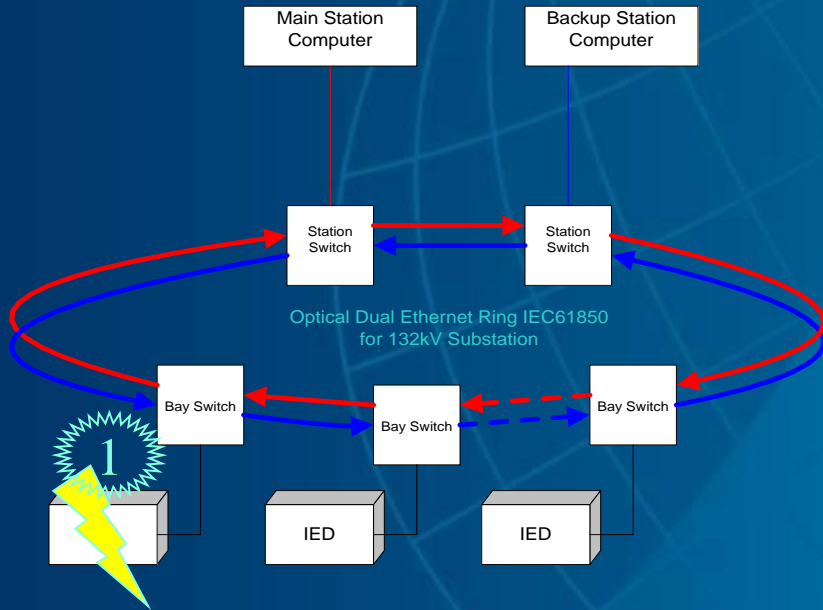 Main Station
Computer
Backup Station
Computer
Station
Switch
Station
Switch
Optical Dual Ethernet Ring IEC61850
for 132kV Substation
Bay Switch
Bay Switch
Bay Switch
1
IED
IED